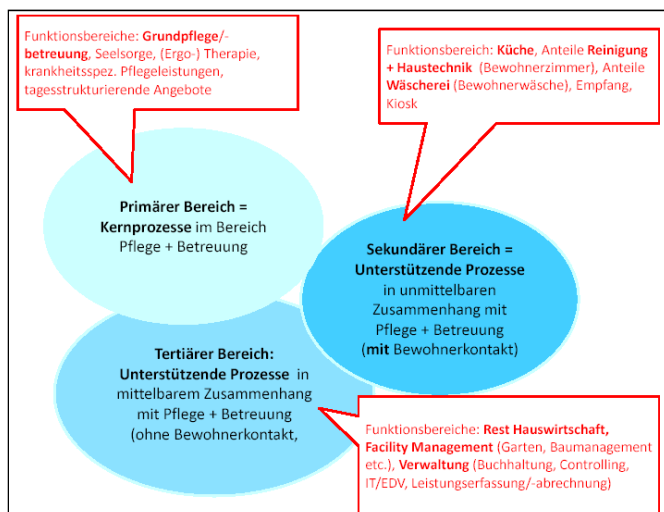 Funktionsbereiche: Grundpflege/-
betreuung, Seelsorge, (Ergo-) Therapie,
krankheitsspez. Pflegeleistungen,
tagesstrukturierende Angebote
Funktionsbereich: Küche, Anteile Reinigung
+ Haustechnik (Bewohnerzimmer), Anteile
Wäscherei (Bewohnerwäsche), Empfang,
Kiosk
Primärer Bereich =
Kernprozesse im Bereich
Pflege + Betreuung
Sekundärer Bereich =
Unterstützende Prozesse
in unmittelbaren
Zusammenhang mit
Pflege + Betreuung
(mit Bewohnerkontakt)
Tertiärer Bereich:
Unterstützende Prozesse in
mittelbarem Zusammenhang
mit Pflege + Betreuung
(ohne Bewohnerkontakt,
Funktionsbereiche: Rest Hauswirtschaft,
Facility Management (Garten, Baumanagement
etc.), Verwaltung (Buchhaltung, Controlling,
IT/EDV, Leistungserfassung/-abrechnung)